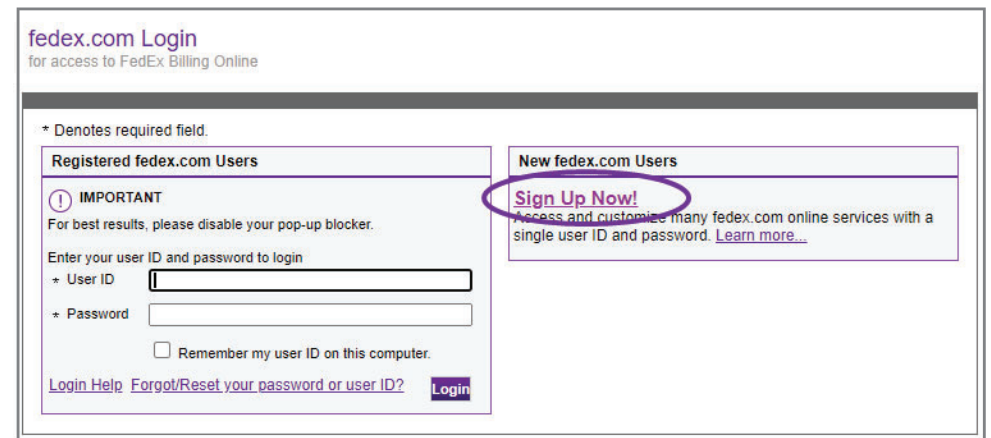 fedex.com Login
for access to FedEx Billing Online
* Denotes required field.
Registered fedex.com Users
! IMPORTANT
For best results, please disable your pop-up blocker.
Enter your user ID and password to login
* User ID
* Password
Remember my user ID on this computer.
Login Help Forgot/Reset your password or user ID? Login
New fedex.com Users
Sign Up Now!
Access and customize many fedex.com online services with a
single user ID and password. Learn more...